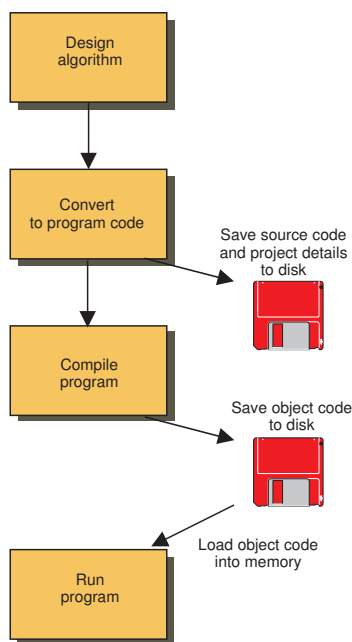 Design
algorithm
Convert
to program code
Save source code
and project details
to disk
Compile
program
Save object code
to disk
Load object code
into memory
Run
program